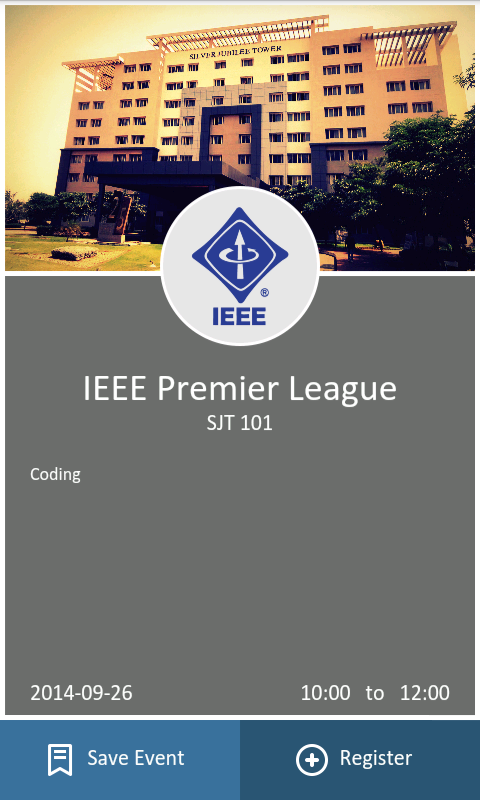 SILVER JUBILEE TOWER
®
IEEE
IEEE Premier League
SJT 101
Coding
2014-09-26
10:00 to 12:00
Save Event
Register